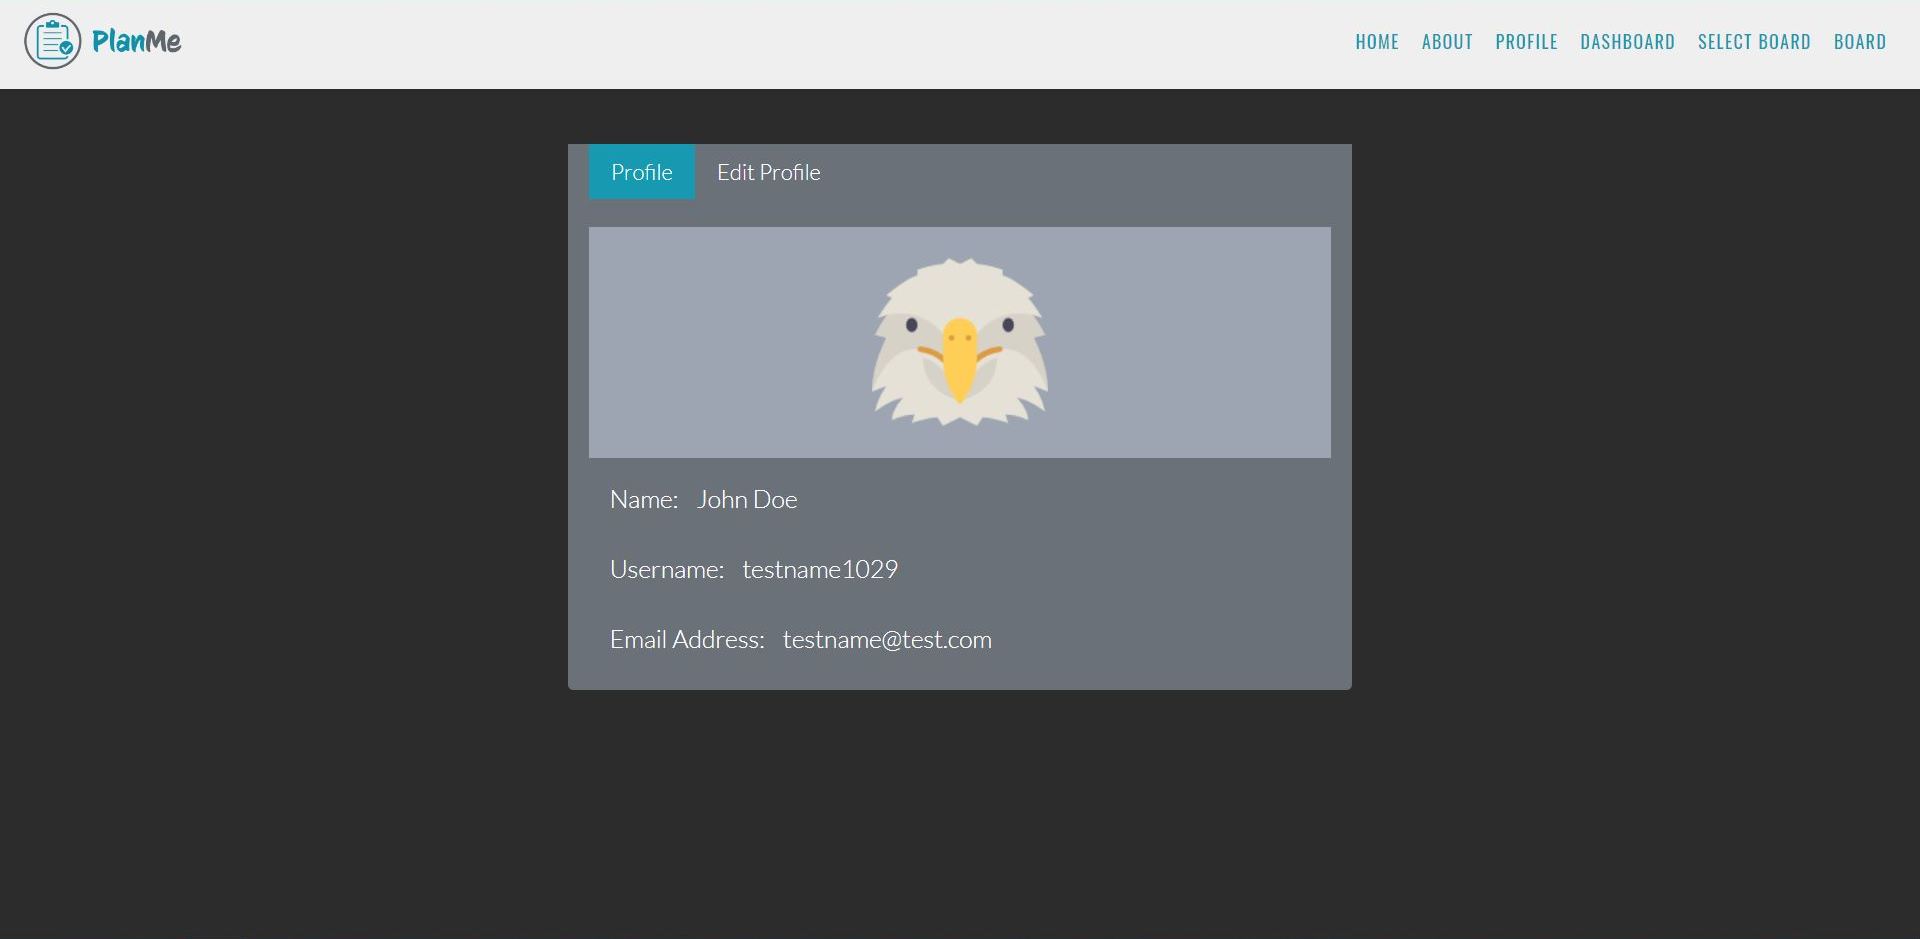 PlanMe
HOME ABOUT PROFILE DASHBOARD SELECT BOARD BOARD
Profile Edit Profile
Name: John Doe
Username: testname1029
Email Address: testname@test.com